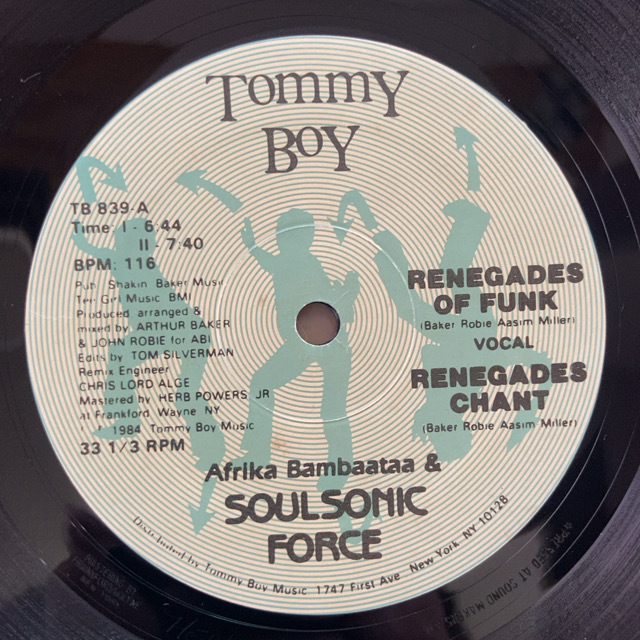 TOMMY
BOY
TB 839-A
Time: I - 6:44
II - 7:40
BPM: 116
Pub. Shakin Baker Music
Tee Girl Music BMI
Produced arranged &
mixed by ARTHUR BAKER
& JOHN ROBIE for ABI
Edits by TOM SILVERMAN
Remix Engineer
CHRIS LORD ALGE
Mastered by HERB POWERS JR
at Frankford, Wayne NY
1984 Tommy Boy Music
33 1/3 RPM
RENEGADES
OF FUNK
(Baker Robie Aasim Miller)
VOCAL
RENEGADES
CHANT
(Baker Robie Aasim Miller)
Afrika Bambaataa &
SOULSONIC
FORCE
Distributed by Tommy Boy Music 1747 First Ave New York NY 10128